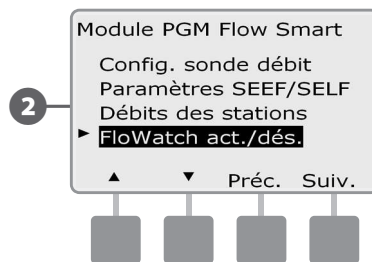 Module PGM Flow Smart
Config. sonde débit
Paramètres SEEF/SELF
Débits des stations
► FloWatch act./dés.
▲ ▼ Préc. Suiv.
2